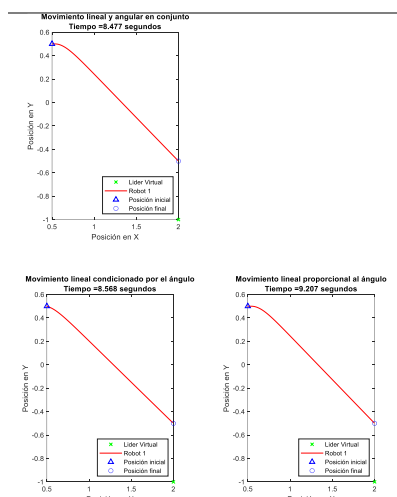 Movimiento lineal y angular en conjunto
Tiempo =8.477 segundos
0.6
0.4
0.2
0
-0.2
-0.4
-0.6
-0.8
-1
Posición en Y
Lider Virtual
Robot 1
Posición inicial
Posición final
0.5 1 1.5 2
Posición en X
Movimiento lineal condicionado por el ángulo
Tiempo =8.568 segundos
0.6
0.4
0.2
0
-0.2
-0.4
-0.6
-0.8
-1
Posición en Y
Lider Virtual
Robot 1
Posición inicial
Posición final
0.5 1 1.5 2
Movimiento lineal proporcional al ángulo
Tiempo =9.207 segundos
0.6
0.4
0.2
0
-0.2
-0.4
-0.6
-0.8
-1
Posición en Y
Lider Virtual
Robot 1
Posición inicial
Posición final
0.5 1 1.5 2